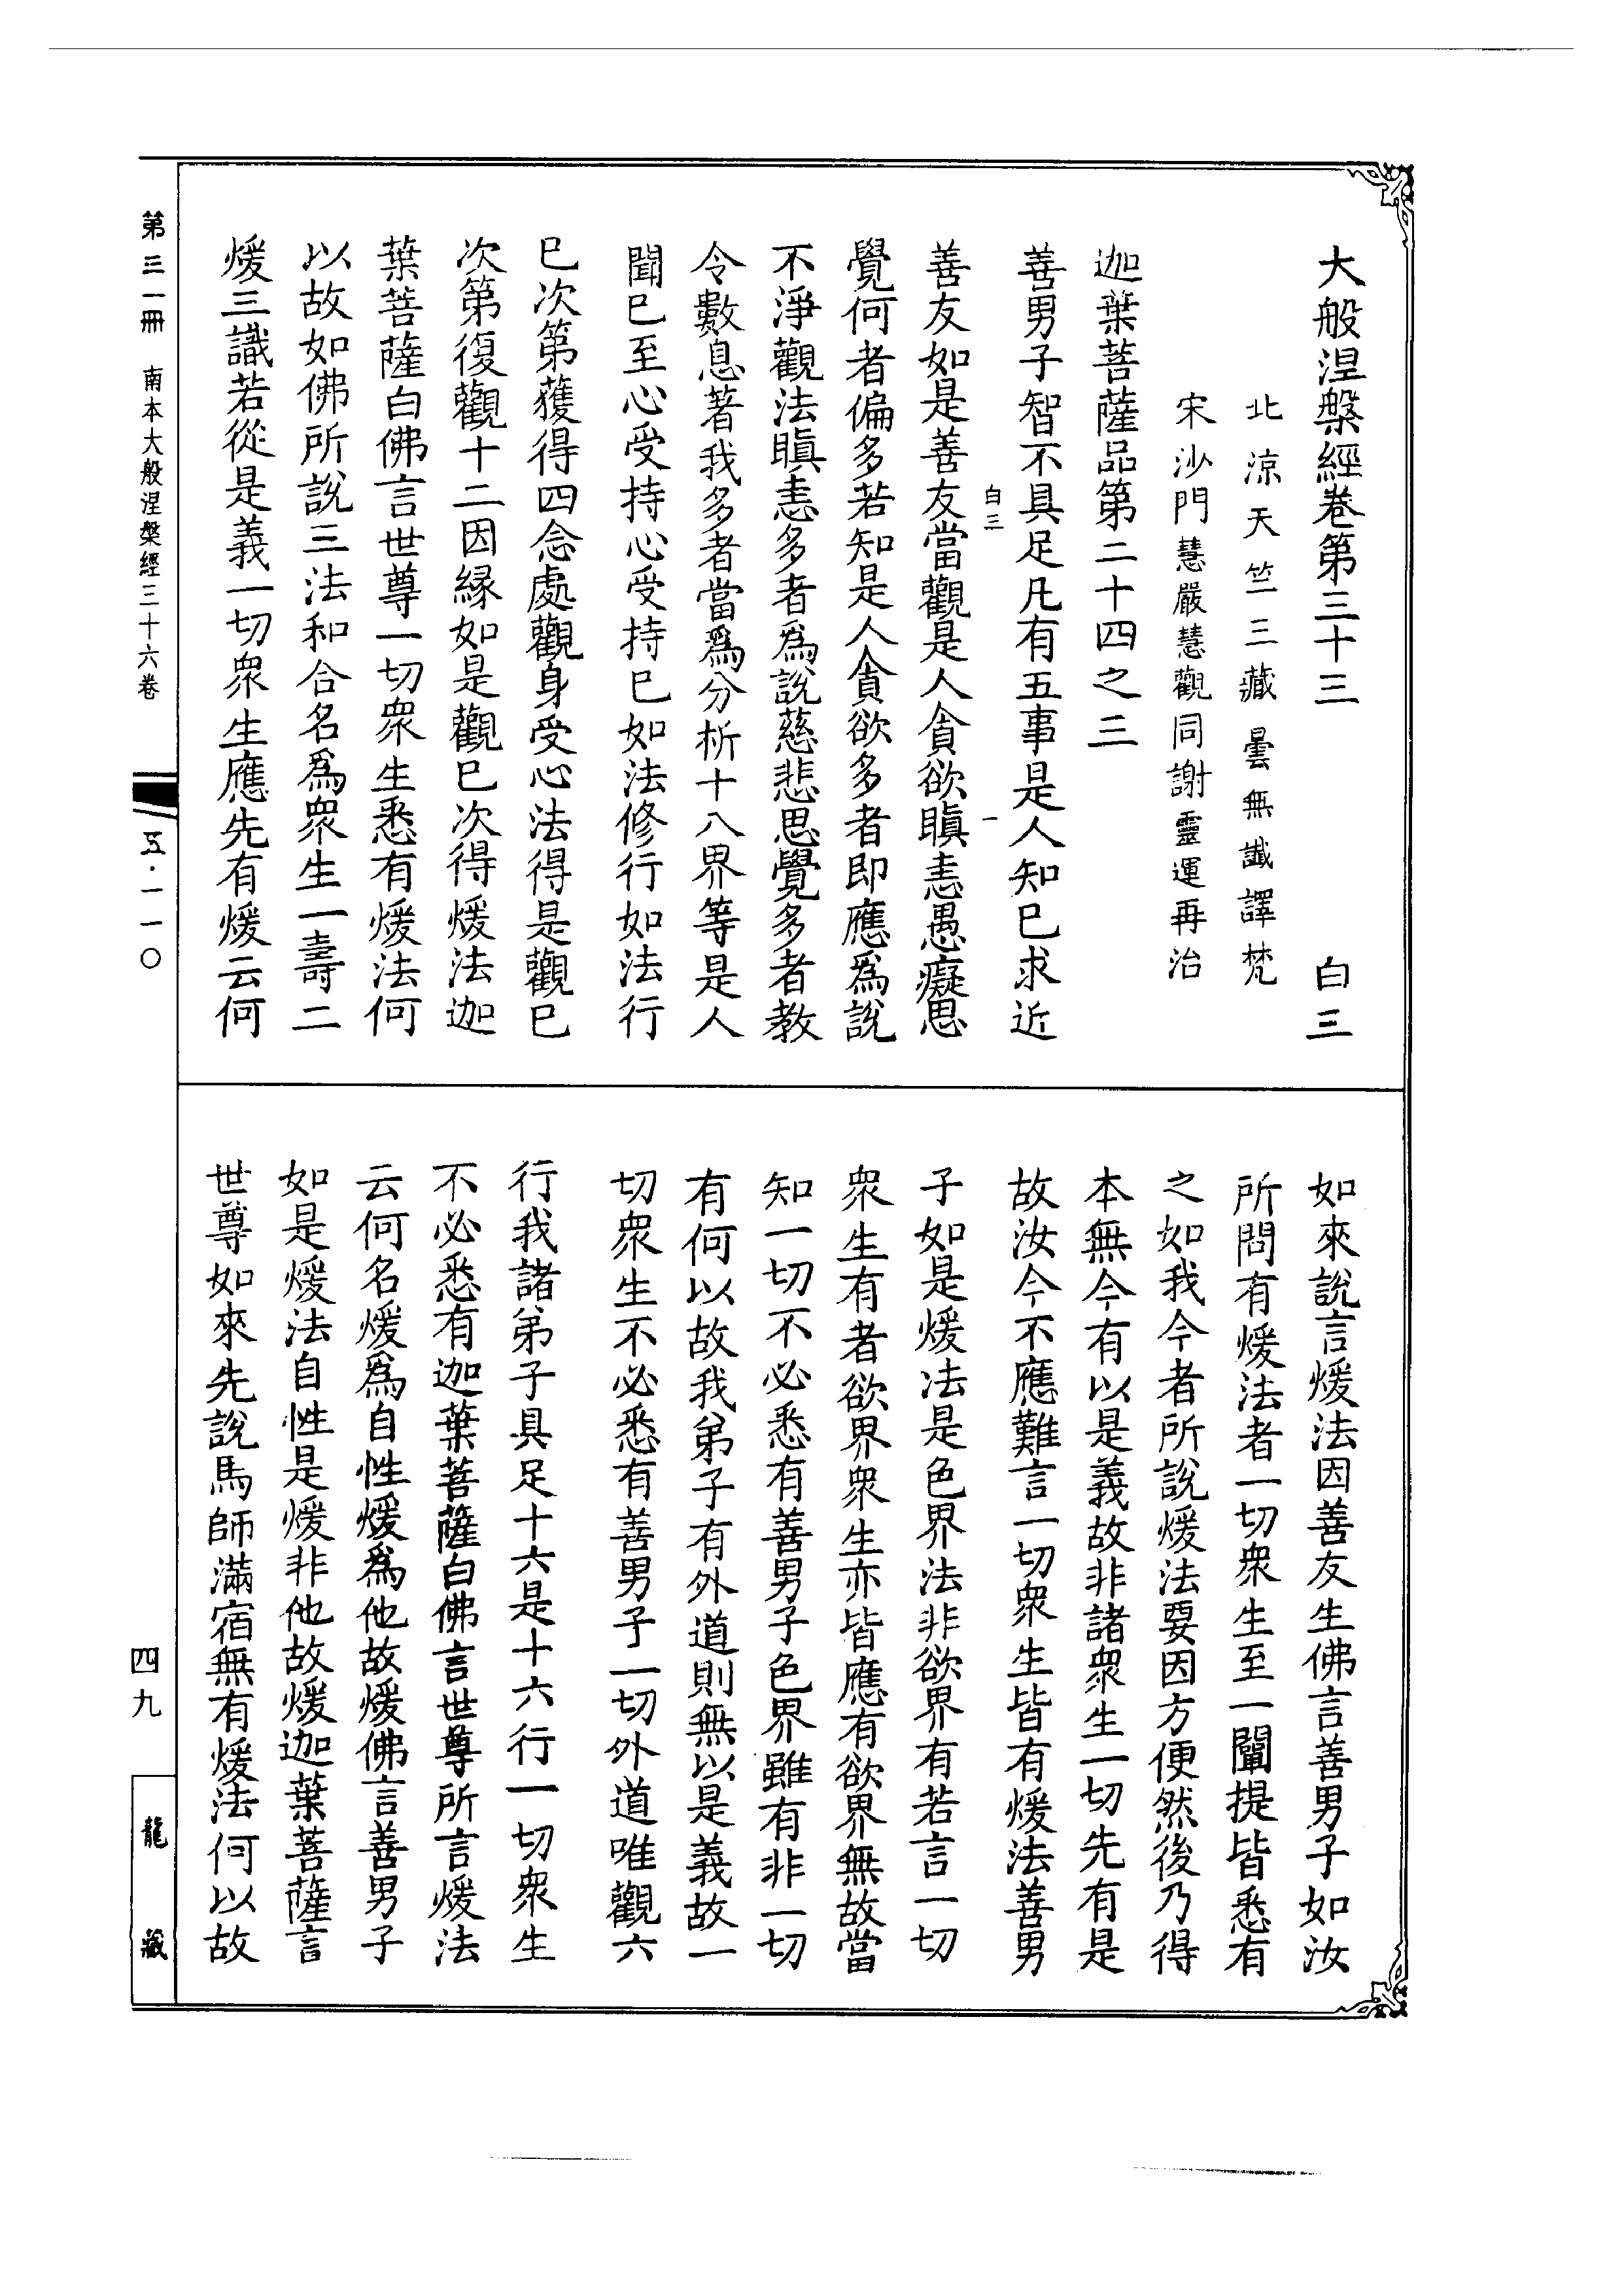 大般涅槃經卷第三十三　白三
北涼天竺三藏曇無讖譯梵
宋沙門慧嚴慧觀同謝靈運再治
迦葉菩薩品第二十四之三
善男子智不具足凡有五事是人知已求近
白三　一
善友如是善友當觀是人貪欲瞋恚愚癡思
覺何者偏多若知是人貪欲多者即應爲說
不淨觀法瞋恚多者爲說慈悲思覺多者教
令數息著我多者當爲分析十八界等是人
聞已至心受持心受持已如法修行如法行
已次第獲得四念處觀身受心法得是觀已
次第復觀十二因緣如是觀已次得煖法迦
葉菩薩白佛言世尊一切衆生悉有煖法何
以故如佛所說三法和合名爲衆生一壽二
煖三識若從是義一切衆生應先有煖云何
如來說言煖法因善友生佛言善男子如汝
所問有煖法者一切衆生至一闡提皆悉有
之如我今者所說煖法要因方便然後乃得
本無今有以是義故非諸衆生一切先有是
故汝今不應難言一切衆生皆有煖法善男
子如是煖法是色界法非欲界有若言一切
衆生有者欲界衆生亦皆應有欲界無故當
知一切不必悉有善男子色界雖有非一切
有何以故我弟子有外道則無以是義故一
切衆生不必悉有善男子一切外道唯觀六
行我諸弟子具足十六是十六行一切衆生
不必悉有迦葉菩薩白佛言世尊所言煖法
云何名煖爲自性煖爲他故煖佛言善男子
如是煖法自性是煖非他故煖迦葉菩薩言
世尊如來先說馬師滿宿無有煖法何以故
第三一冊　南本大般涅槃經三十六卷
五·一一〇
四九
龍藏